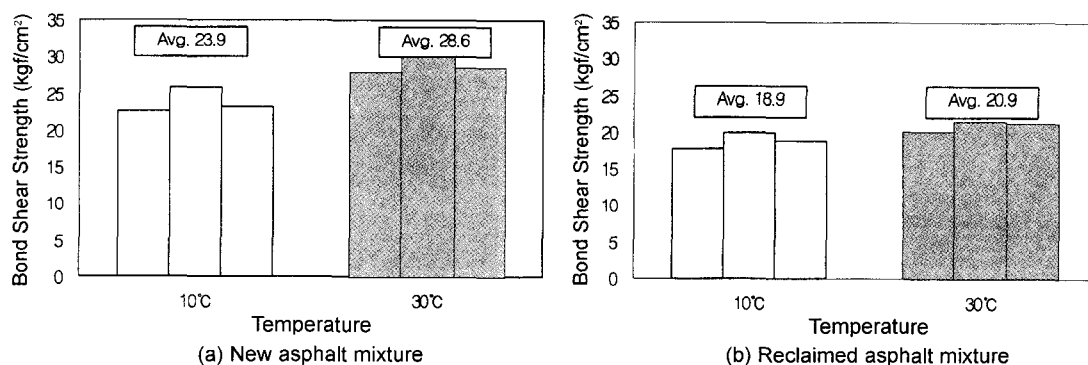 Bond Shear Strength (kgf/cm²)
35
30
25
20
15
10
5
0
Avg. 23.9
Avg. 28.6
10℃
30℃
Temperature
(a) New asphalt mixture
Bond Shear Strength (kgf/cm²)
35
30
25
20
15
10
5
0
Avg. 18.9
Avg. 20.9
10℃
30℃
Temperature
(b) Reclaimed asphalt mixture